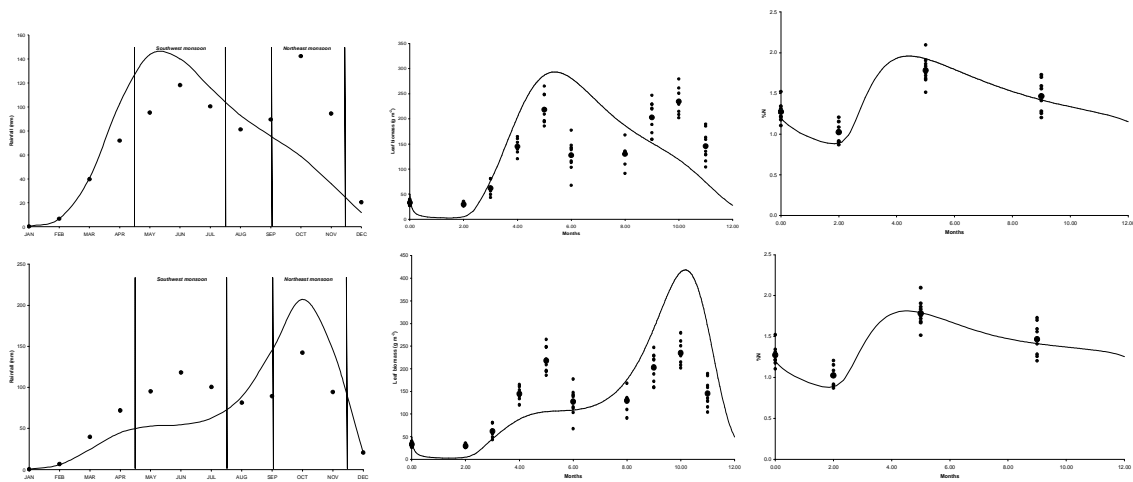 Southwest monsoon
Northeast monsoon
Rainfall (mm)
160
140
120
100
80
60
40
20
0
JAN FEB MAR APR MAY JUN JUL AUG SEP OCT NOV DEC
Leaf biomass (g m⁻²)
350
300
250
200
150
100
50
0
0.00 2.00 4.00 6.00 8.00 10.00 12.00
Months
%N
2.5
2.0
1.5
1.0
0.5
0.0
0.00 2.00 4.00 6.00 8.00 10.00 12.00
Months
Southwest monsoon
Northeast monsoon
Rainfall (mm)
250
200
150
100
50
0
JAN FEB MAR APR MAY JUN JUL AUG SEP OCT NOV DEC
Leaf biomass (g m⁻²)
450
400
350
300
250
200
150
100
50
0
0.00 2.00 4.00 6.00 8.00 10.00 12.00
Months
%N
2.5
2.0
1.5
1.0
0.5
0.0
0.00 2.00 4.00 6.00 8.00 10.00 12.00
Months